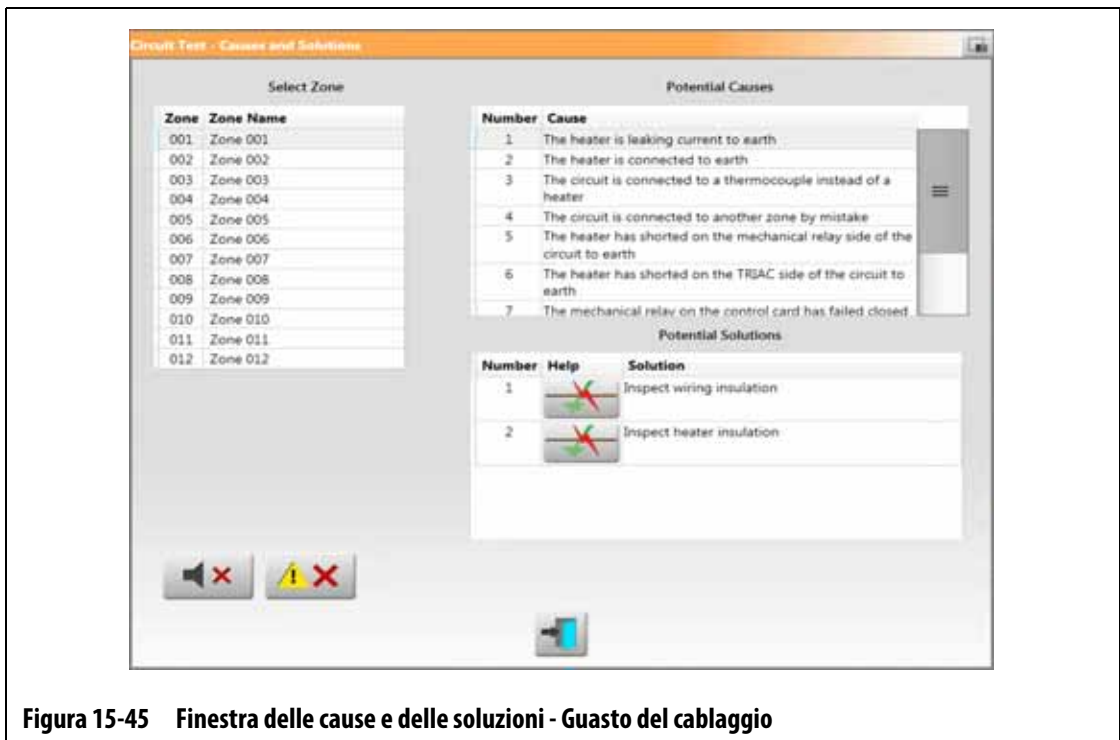 Circuit Test - Causes and Solutions
Select Zone
Zone Zone Name
001 Zone 001
002 Zone 002
003 Zone 003
004 Zone 004
005 Zone 005
006 Zone 006
007 Zone 007
008 Zone 008
009 Zone 009
010 Zone 010
011 Zone 011
012 Zone 012
Potential Causes
Number Cause
1 The heater is leaking current to earth
2 The heater is connected to earth
3 The circuit is connected to a thermocouple instead of a
heater
4 The circuit is connected to another zone by mistake
5 The heater has shorted on the mechanical relay side of the
circuit to earth
6 The heater has shorted on the TRIAC side of the circuit to
earth
7 The mechanical relay on the control card has failed closed
Potential Solutions
Number Help Solution
1 Inspect wiring insulation
2 Inspect heater insulation
Figura 15-45 Finestra delle cause e delle soluzioni - Guasto del cablaggio